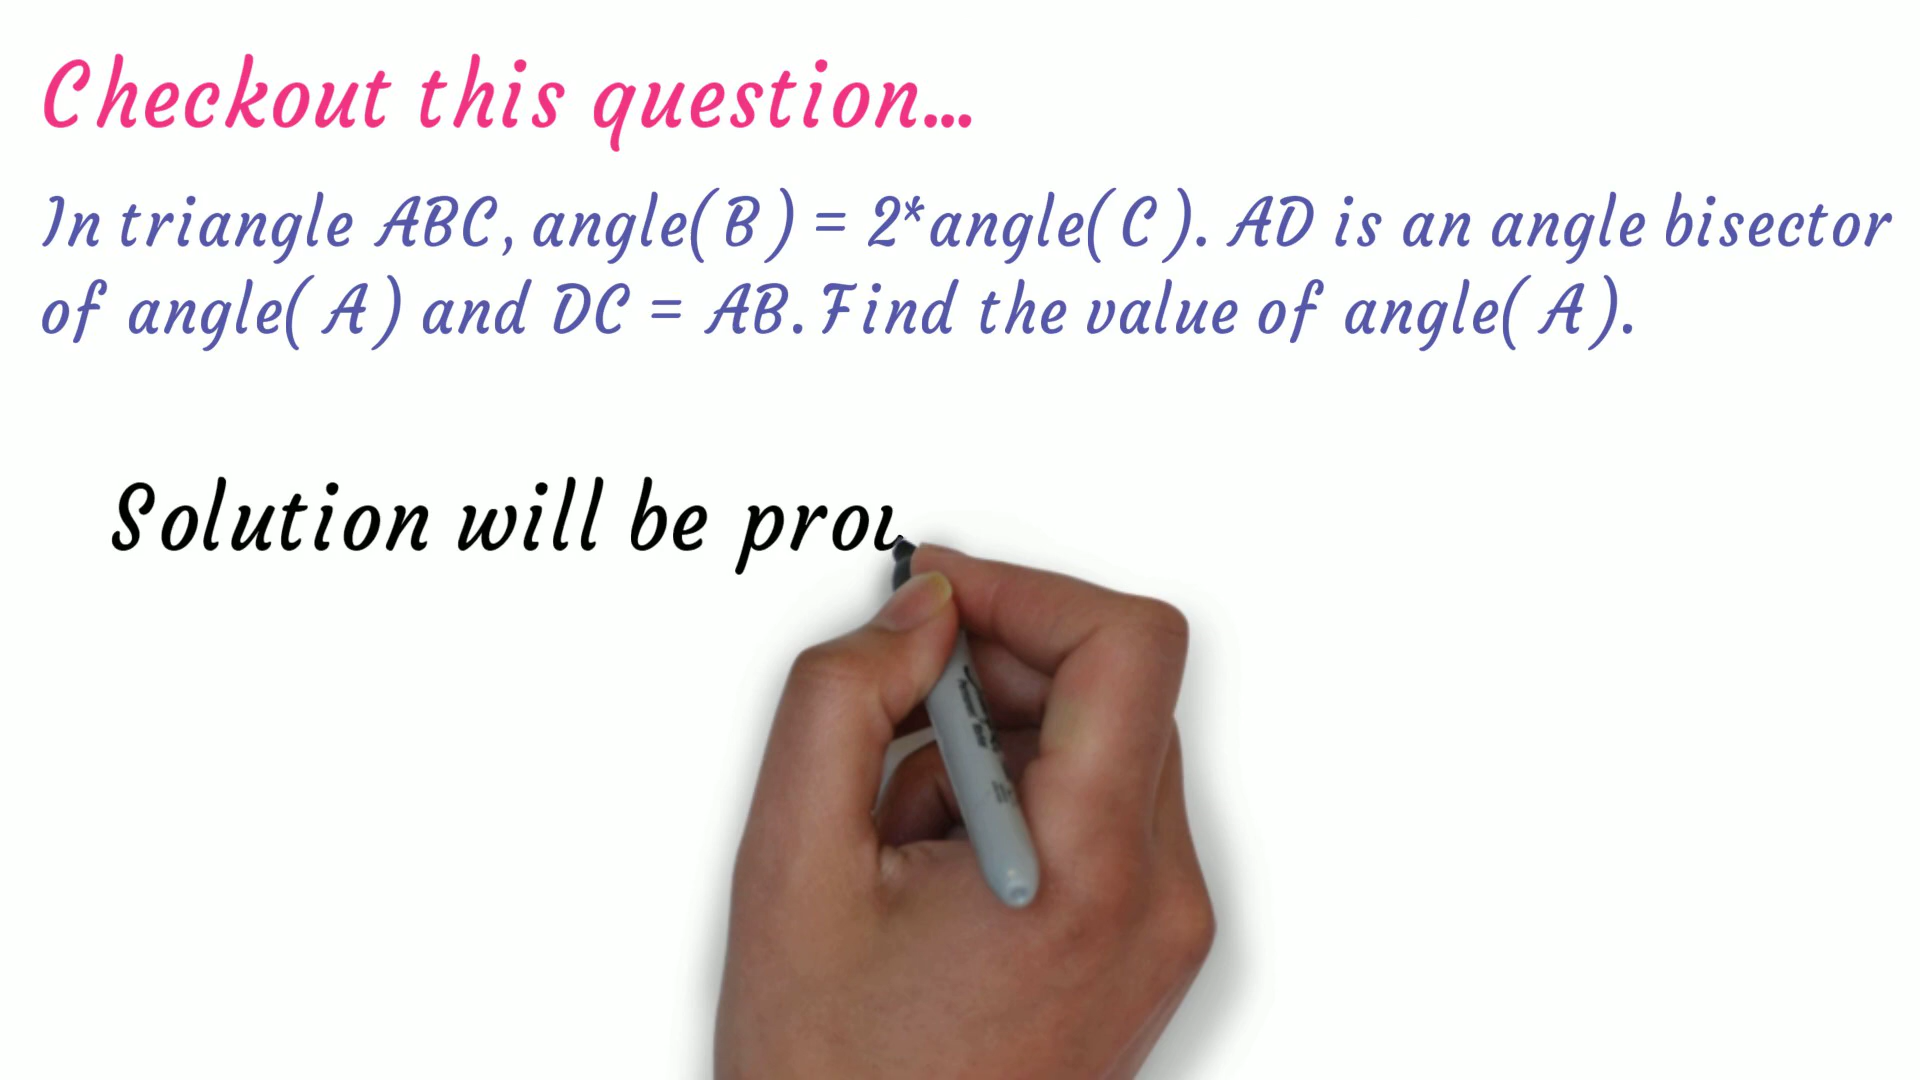 Checkout this question...
In triangle ABC, angle(B) = 2*angle(C). AD is an angle bisector
of angle(A) and DC = AB. Find the value of angle(A).
Solution will be prov